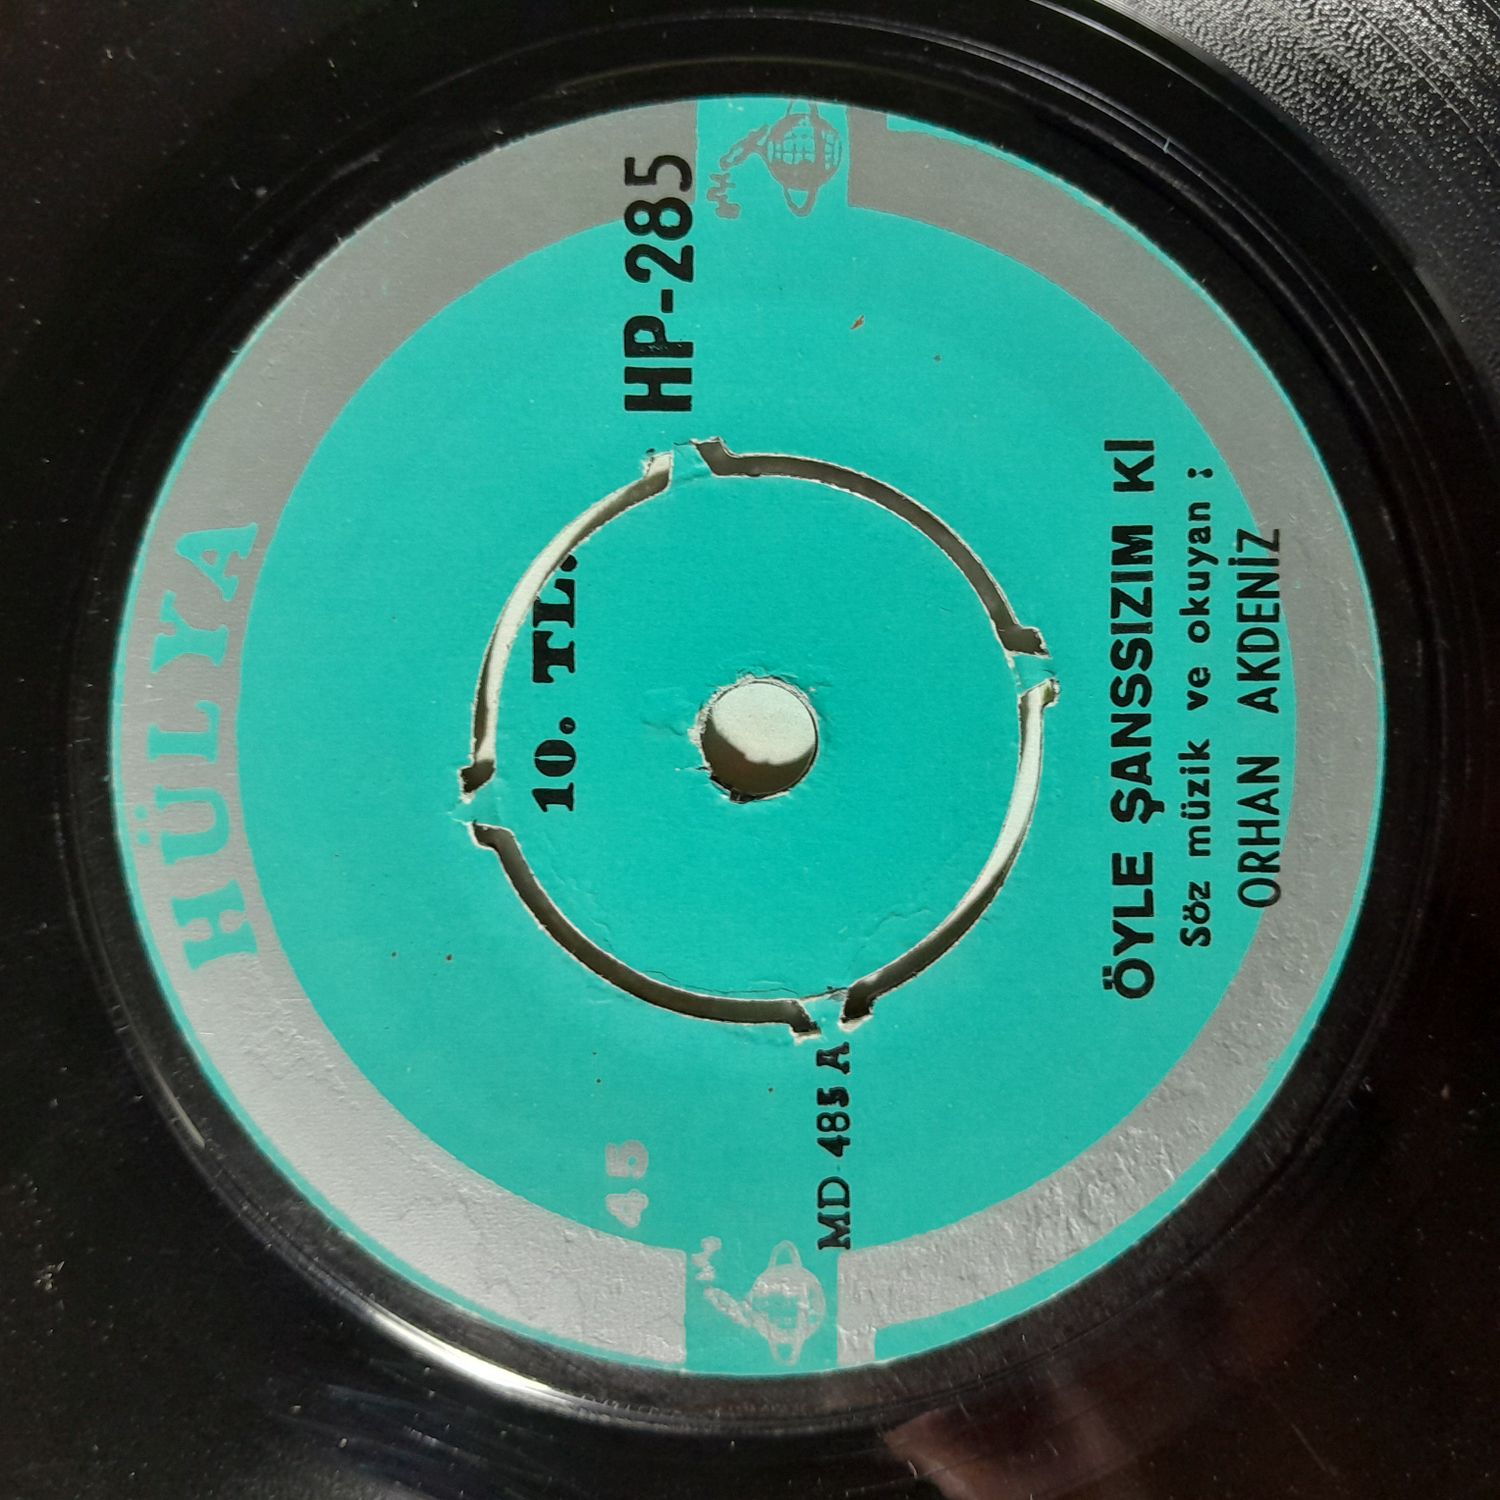 HÜLYA
10. TL.
45
HP-285
MD 485 A
ÖYLE ŞANSSIZIM Kİ
Söz müzik ve okuyan :
ORHAN AKDENİZ